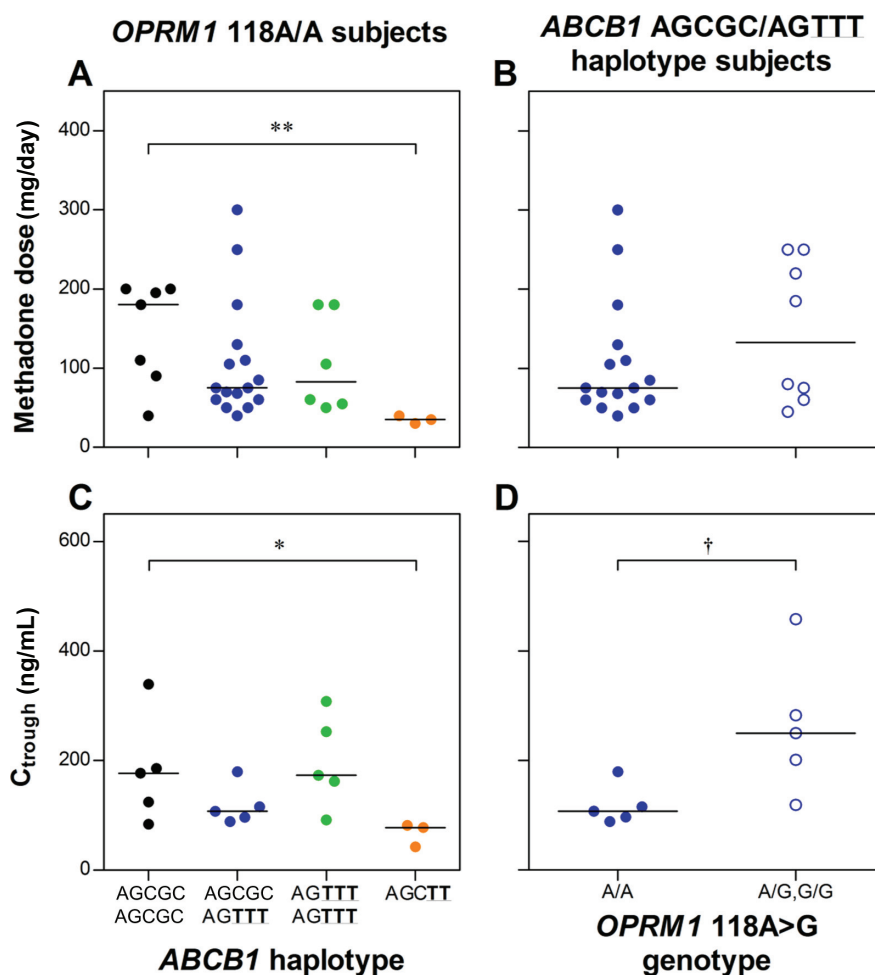 OPRM1 118A/A subjects
ABCB1 AGCGC/AGTTT
haplotype subjects
A
B
Methadone dose (mg/day)
400
300
200
100
0
**
C
D
Ctrough (ng/mL)
600
400
200
0
*
†
AGCGC
AGCGC
AGCGC
AGTTT
AGTTT
AGTTT
AGCTT
ABCB1 haplotype
A/A
A/G,G/G
OPRM1 118A>G
genotype